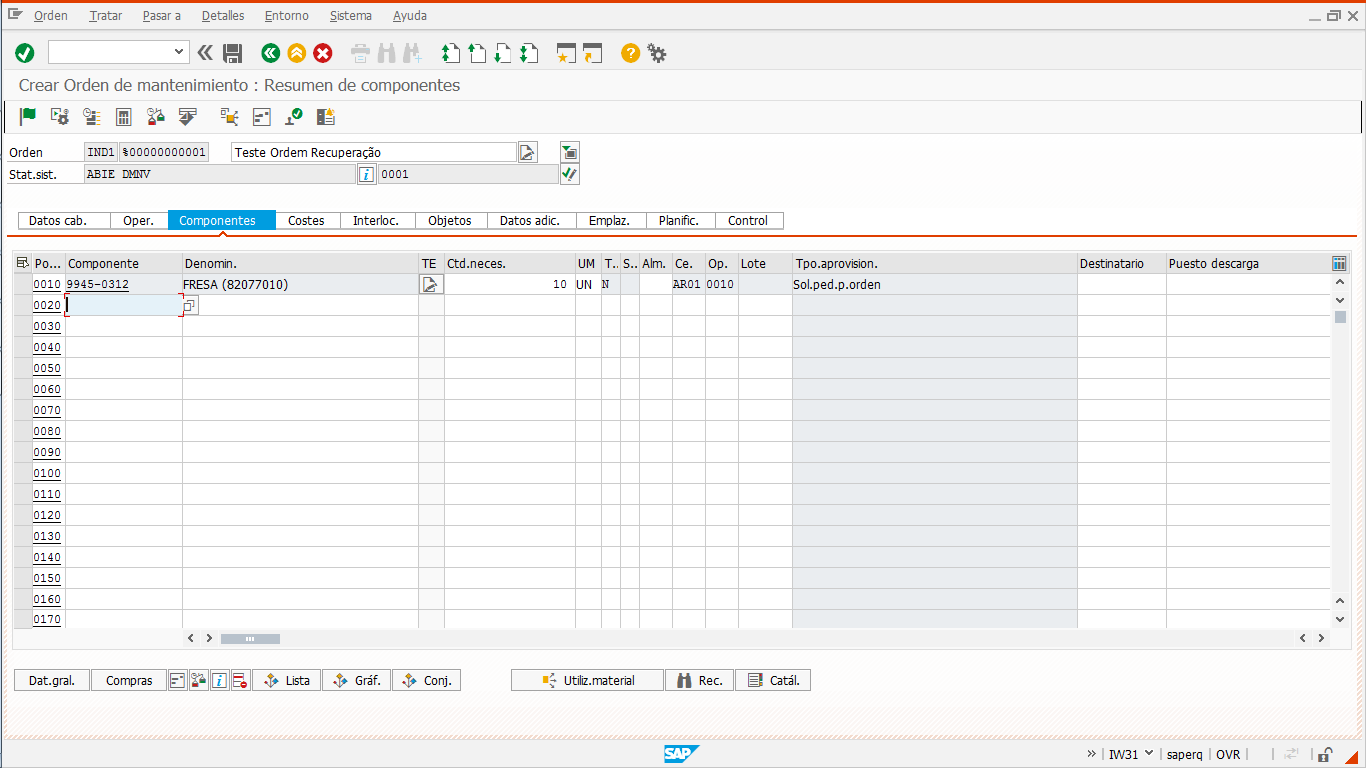 Orden Tratar Pasar a Detalles Entorno Sistema Ayuda
Crear Orden de mantenimiento : Resumen de componentes
Orden IND1 %00000000001 Teste Ordem Recuperação
Stat.sist. ABIE DMNV 0001
Datos cab. Oper. Componentes Costes Interloc. Objetos Datos adic. Emplaz. Planific. Control
Po... Componente Denomin. TE Ctd.neces. UM T.. S.. Alm. Ce. Op. Lote Tpo.aprovision. Destinatario Puesto descarga
0010 9945-0312 FRESA (82077010) 10 UN N AR01 0010 Sol.ped.p.orden
0020
0030
0040
0050
0060
0070
0080
0090
0100
0110
0120
0130
0140
0150
0160
0170
Dat.gral. Compras Lista Gráf. Conj. Utiliz.material Rec. Catál.
SAP IW31 saperq OVR